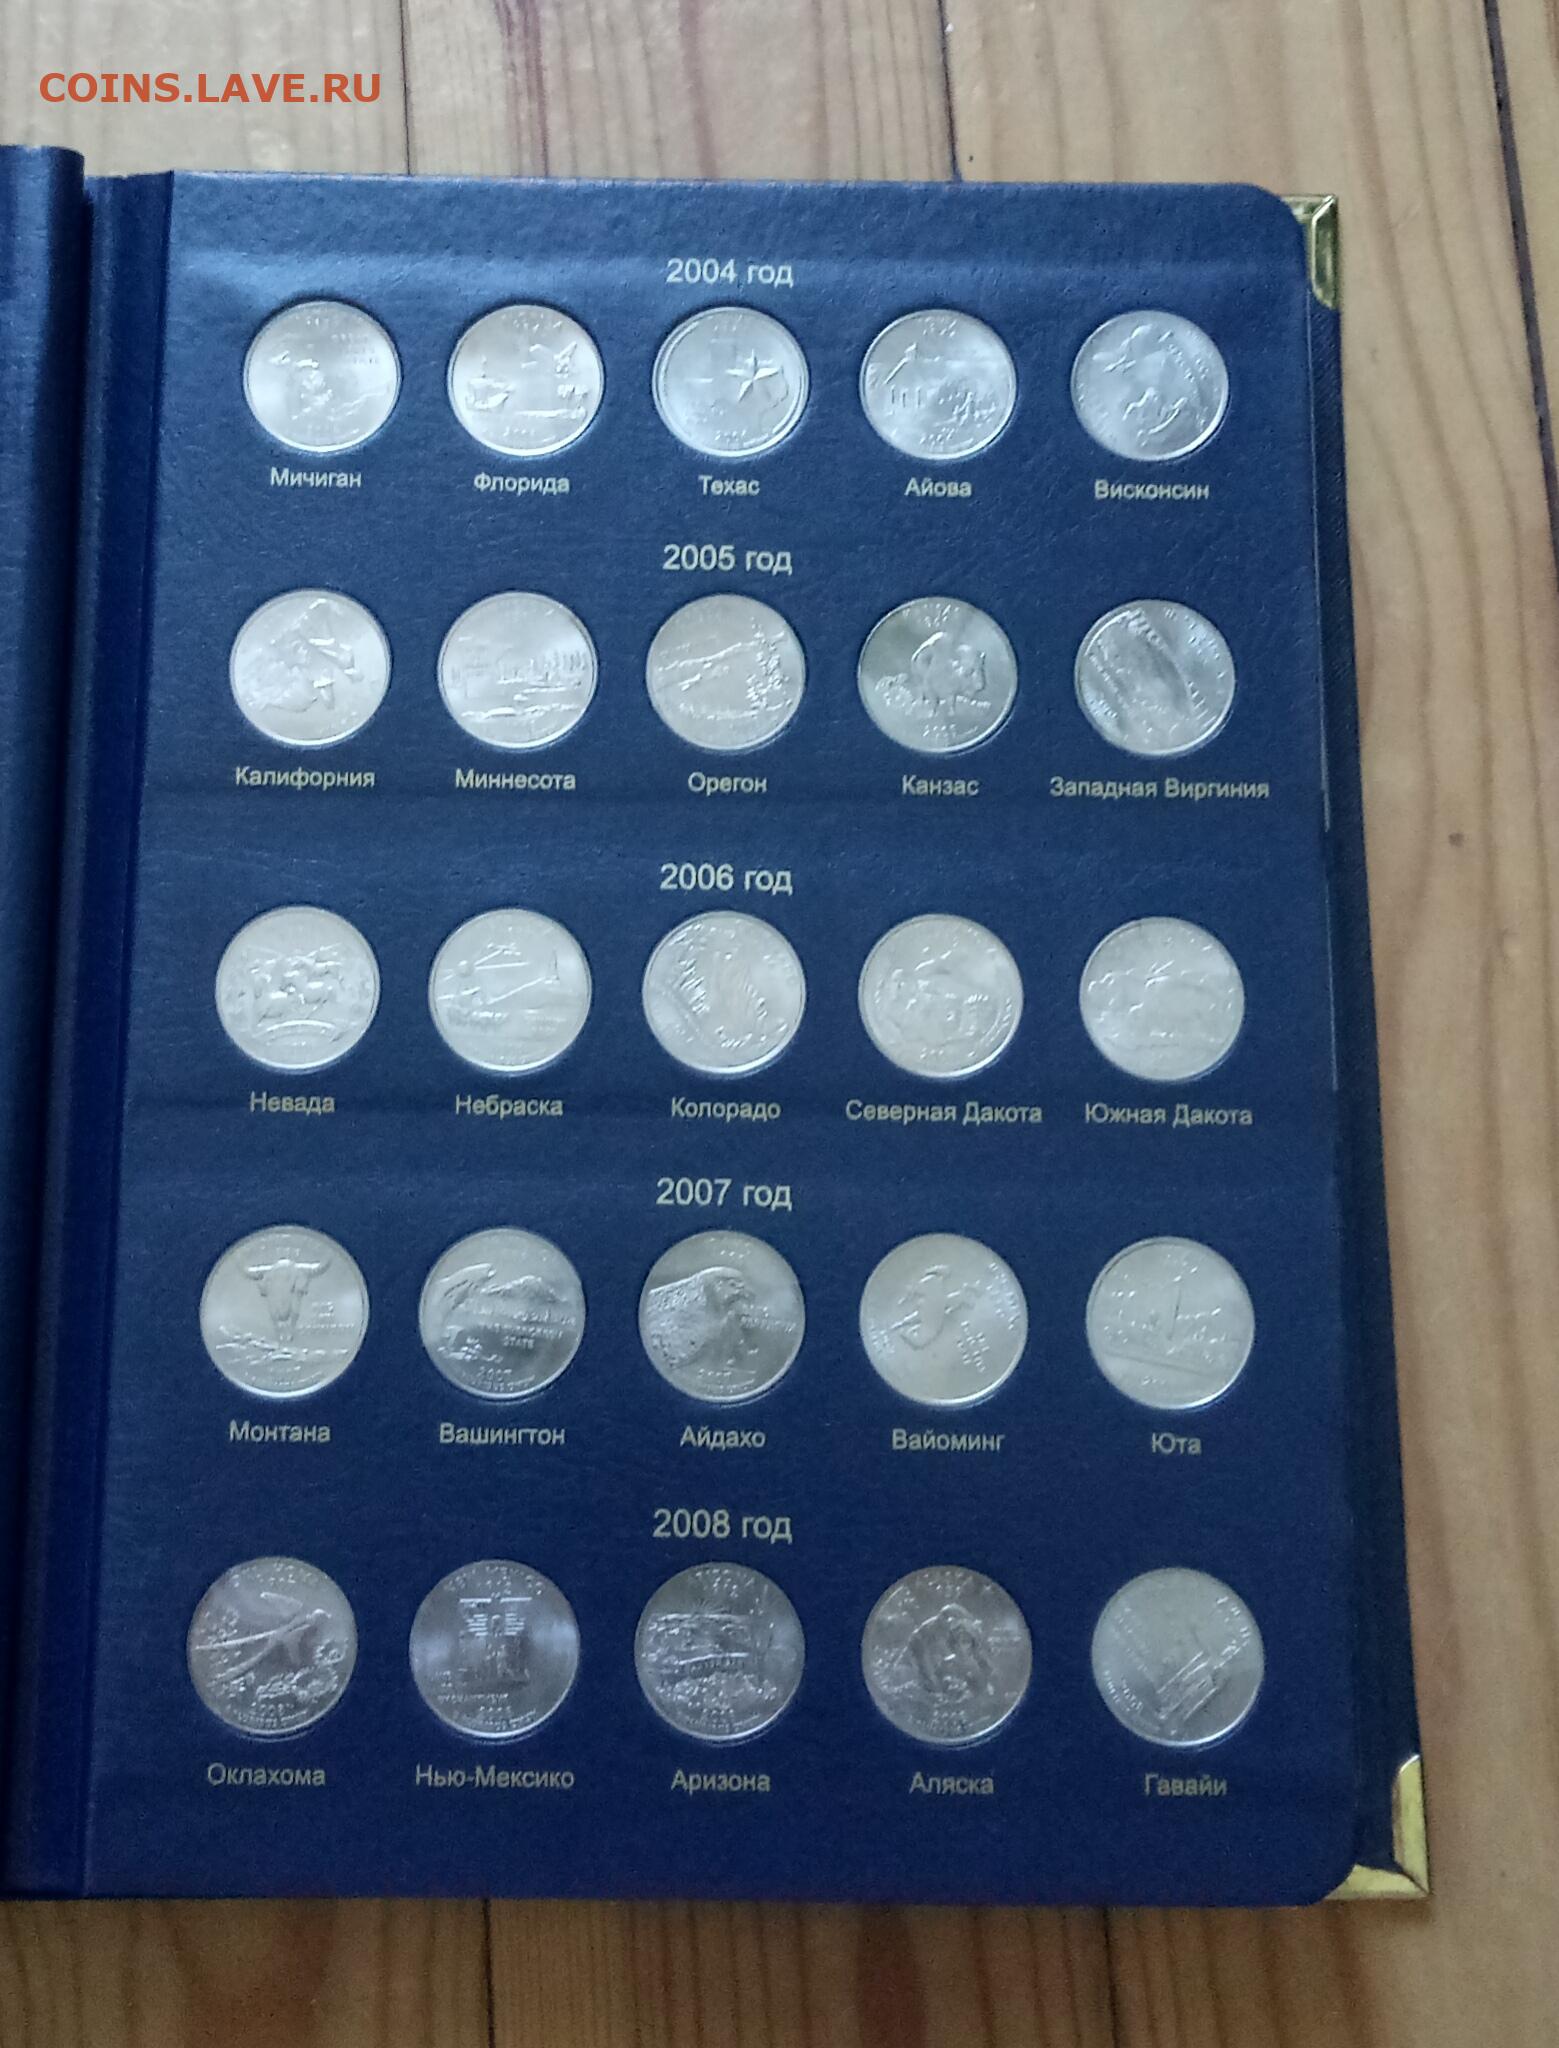 COINS.LAVE.RU
2004 год
Мичиган Флорида Техас Айова Висконсин
2005 год
Калифорния Миннесота Орегон Канзас Западная Виргиния
2006 год
Невада Небраска Колорадо Северная Дакота Южная Дакота
2007 год
Монтана Вашингтон Айдахо Вайоминг Юта
2008 год
Оклахома Нью-Мексико Аризона Аляска Гавайи